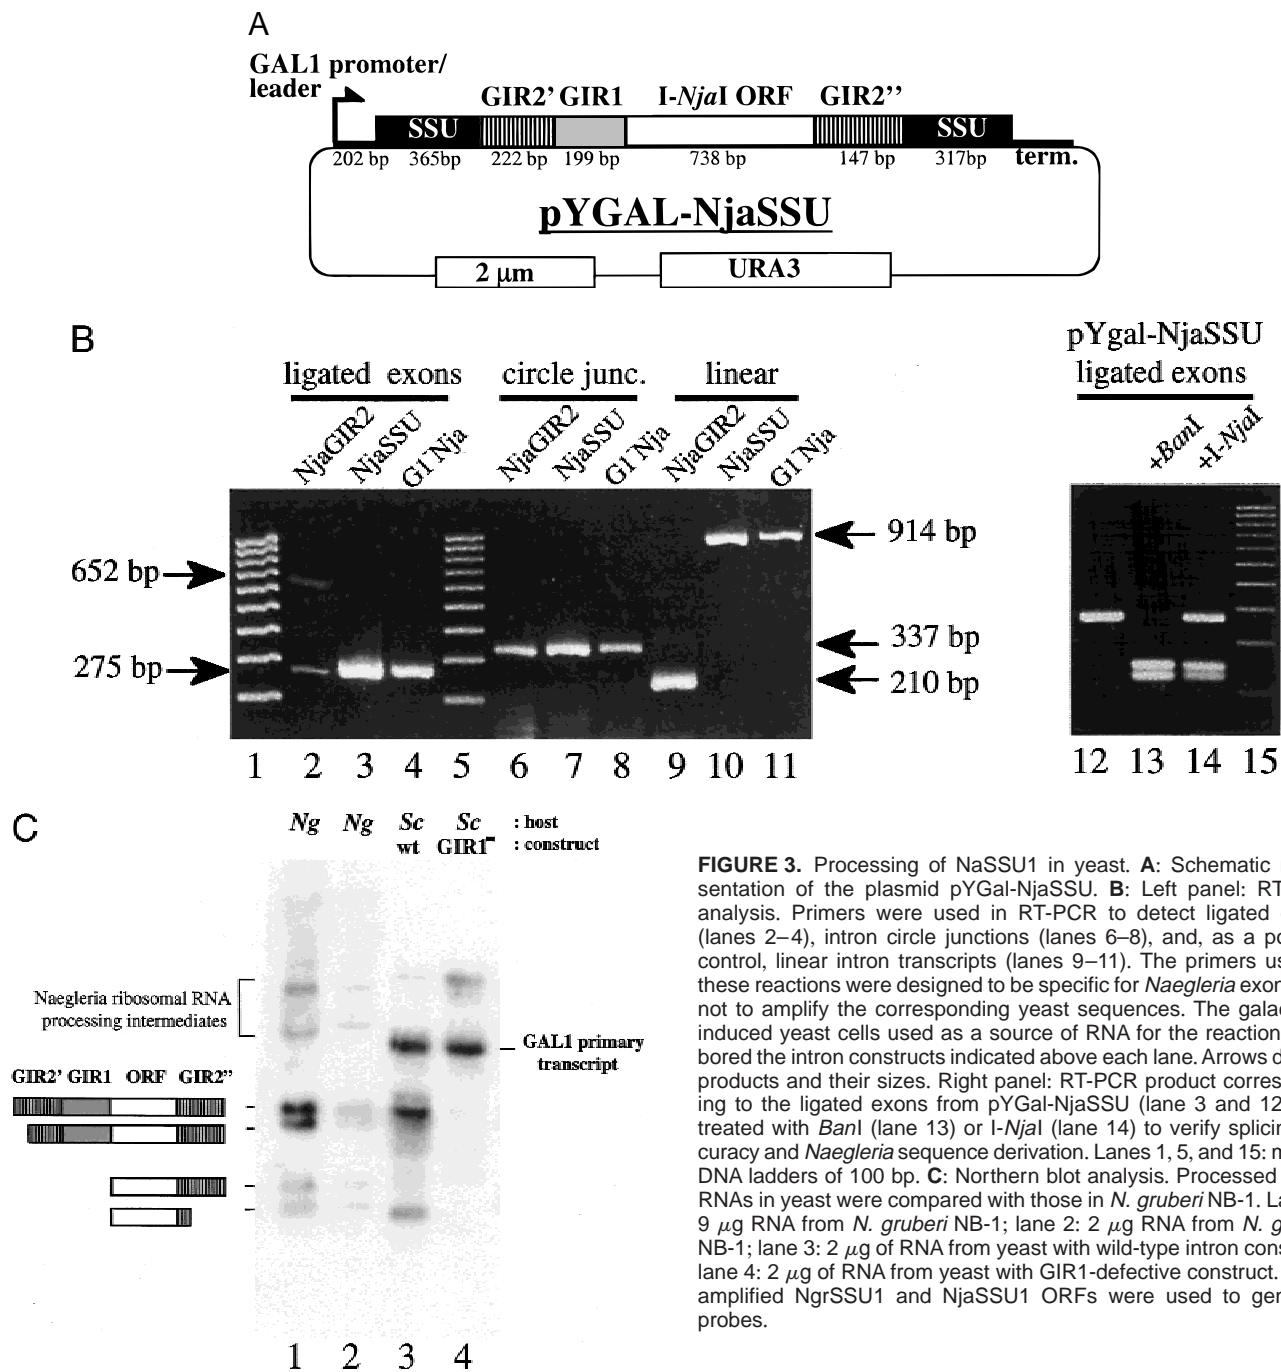 A
GAL1 promoter/
leader
GIR2' GIR1 I-NjaI ORF GIR2''
SSU SSU
202 bp 365bp 222 bp 199 bp 738 bp 147 bp 317bp term.
pYGAL-NjaSSU
2 µm URA3
B
ligated exons circle junc. linear
NjaGIR2 NjaSSU G1⁻Nja NjaGIR2 NjaSSU G1⁻Nja NjaGIR2 NjaSSU G1⁻Nja
652 bp
275 bp
914 bp
337 bp
210 bp
1 2 3 4 5 6 7 8 9 10 11
pYgal-NjaSSU
ligated exons
+BanI +I-NjaI
12 13 14 15
C
Ng Ng Sc Sc : host
wt GIR1⁻ : construct
Naegleria ribosomal RNA
processing intermediates
GAL1 primary
transcript
GIR2' GIR1 ORF GIR2''
1 2 3 4
FIGURE 3. Processing of NaSSU1 in yeast. A: Schematic
sentation of the plasmid pYGal-NjaSSU. B: Left panel: RT
analysis. Primers were used in RT-PCR to detect ligated
(lanes 2–4), intron circle junctions (lanes 6–8), and, as a po
control, linear intron transcripts (lanes 9–11). The primers us
these reactions were designed to be specific for Naegleria exon
not to amplify the corresponding yeast sequences. The galac
induced yeast cells used as a source of RNA for the reaction
bored the intron constructs indicated above each lane. Arrows d
products and their sizes. Right panel: RT-PCR product corres
ing to the ligated exons from pYGal-NjaSSU (lane 3 and 12
treated with BanI (lane 13) or I-NjaI (lane 14) to verify splicin
curacy and Naegleria sequence derivation. Lanes 1, 5, and 15: m
DNA ladders of 100 bp. C: Northern blot analysis. Processed
RNAs in yeast were compared with those in N. gruberi NB-1. La
9 µg RNA from N. gruberi NB-1; lane 2: 2 µg RNA from N. g
NB-1; lane 3: 2 µg of RNA from yeast with wild-type intron cons
lane 4: 2 µg of RNA from yeast with GIR1-defective construct.
amplified NgrSSU1 and NjaSSU1 ORFs were used to ger
probes.